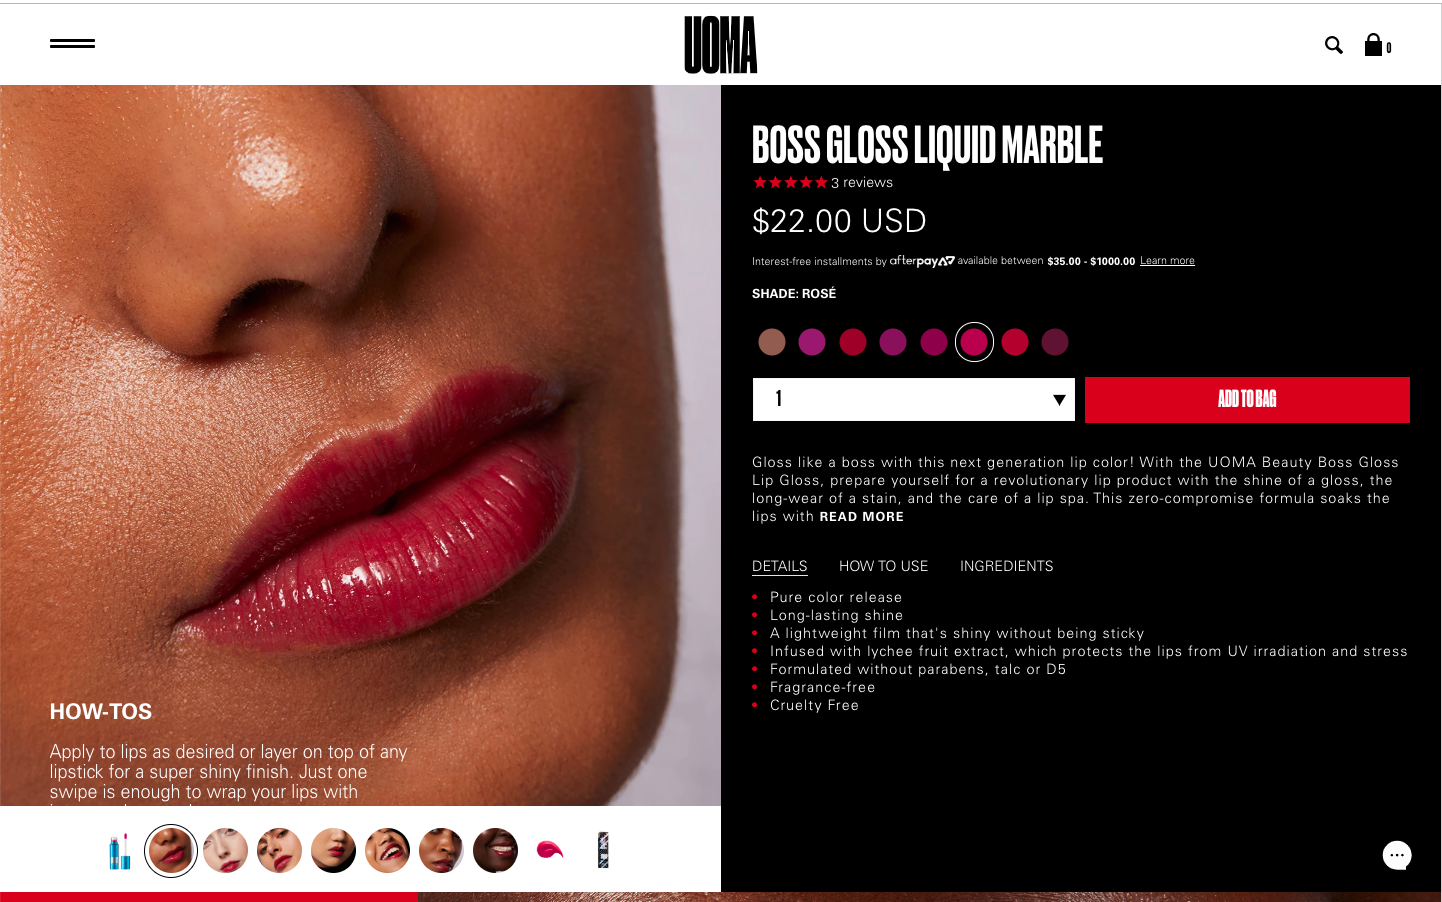 UOMA
0
BOSS GLOSS LIQUID MARBLE
3 reviews
$22.00 USD
Interest-free installments by afterpay available between $35.00 - $1000.00 Learn more
SHADE: ROSÉ
1
ADD TO BAG
Gloss like a boss with this next generation lip color! With the UOMA Beauty Boss Gloss
Lip Gloss, prepare yourself for a revolutionary lip product with the shine of a gloss, the
long-wear of a stain, and the care of a lip spa. This zero-compromise formula soaks the
lips with READ MORE
DETAILS HOW TO USE INGREDIENTS
Pure color release
Long-lasting shine
A lightweight film that's shiny without being sticky
Infused with lychee fruit extract, which protects the lips from UV irradiation and stress
Formulated without parabens, talc or D5
Fragrance-free
Cruelty Free
HOW-TOS
Apply to lips as desired or layer on top of any
lipstick for a super shiny finish. Just one
swipe is enough to wrap your lips with